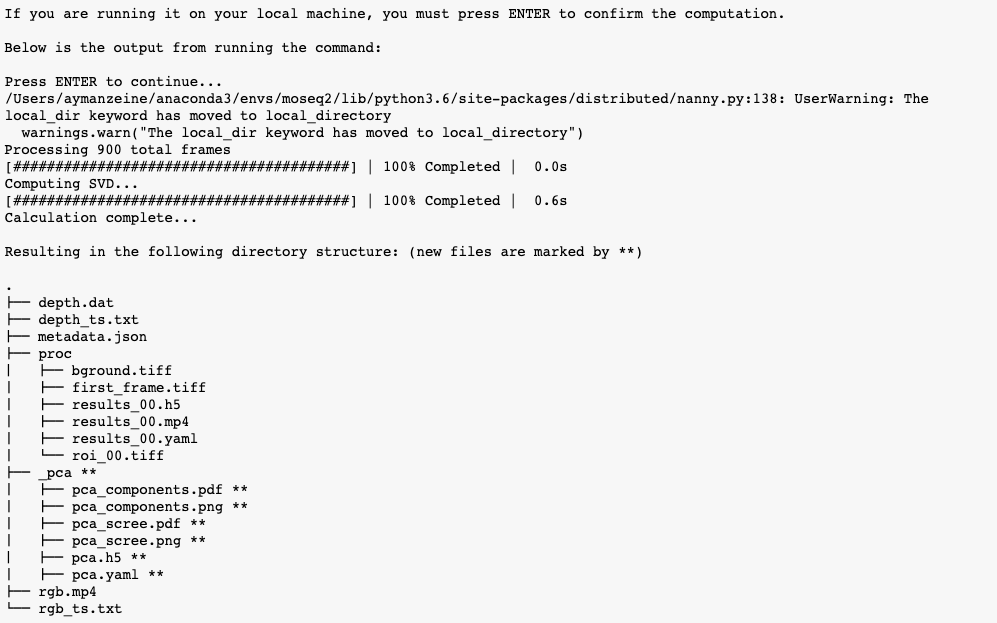 If you are running it on your local machine, you must press ENTER to confirm the computation.

Below is the output from running the command:

Press ENTER to continue...
/Users/aymanzeine/anaconda3/envs/moseq2/lib/python3.6/site-packages/distributed/nanny.py:138: UserWarning: The
local_dir keyword has moved to local_directory
  warnings.warn("The local_dir keyword has moved to local_directory")
Processing 900 total frames
[########################################] | 100% Completed |  0.0s
Computing SVD...
[########################################] | 100% Completed |  0.6s
Calculation complete...

Resulting in the following directory structure: (new files are marked by **)

.
├── depth.dat
├── depth_ts.txt
├── metadata.json
├── proc
|   ├── bground.tiff
|   ├── first_frame.tiff
|   ├── results_00.h5
|   ├── results_00.mp4
|   ├── results_00.yaml
|   └── roi_00.tiff
├── _pca **
|   ├── pca_components.pdf **
|   ├── pca_components.png **
|   ├── pca_scree.pdf **
|   ├── pca_scree.png **
|   ├── pca.h5 **
|   ├── pca.yaml **
├── rgb.mp4
└── rgb_ts.txt